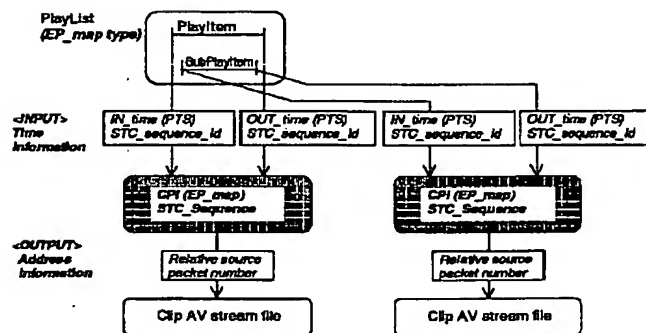 PlayList
(EP_map type)
PlayItem
SubPlayItem
<INPUT>
Time
Information
IN_time (PTS)
STC_sequence_id
OUT_time (PTS)
STC_sequence_id
IN_time (PTS)
STC_sequence_id
OUT_time (PTS)
STC_sequence_id
CPI (EP_map)
STC_Sequence
CPI (EP_map)
STC_Sequence
<OUTPUT>
Address
Information
Relative source
packet number
Relative source
packet number
Clip AV stream file
Clip AV stream file